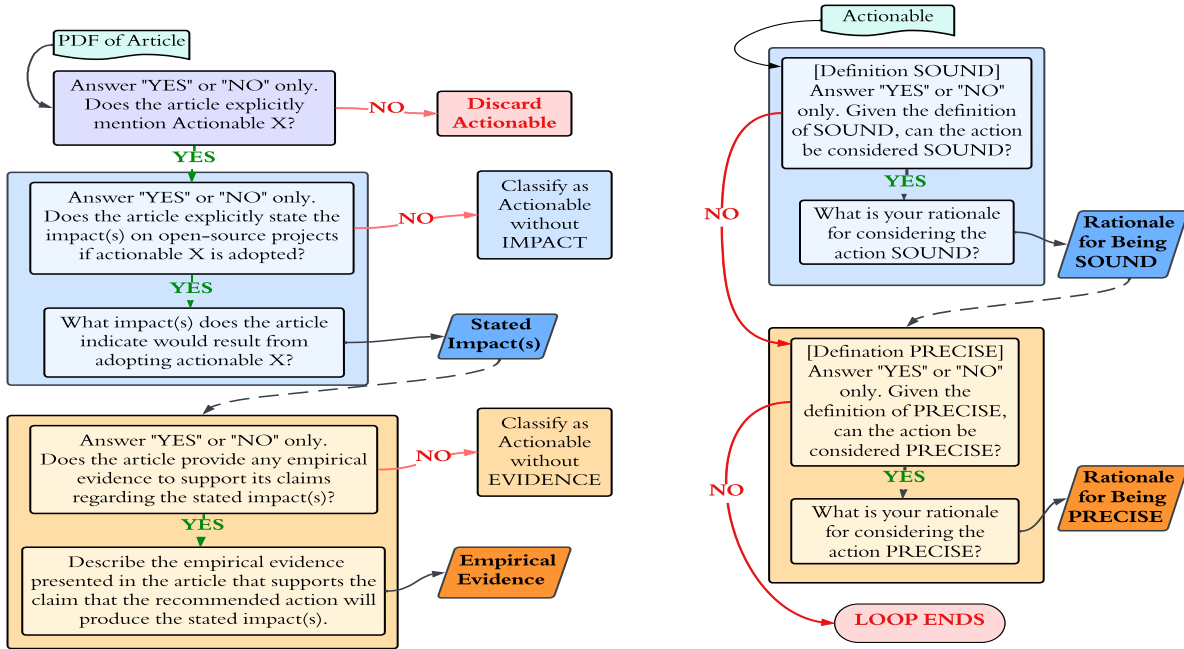 PDF of Article
Answer "YES" or "NO" only.
Does the article explicitly
mention Actionable X?
NO
Discard
Actionable
YES
Answer "YES" or "NO" only.
Does the article explicitly state the
impact(s) on open-source projects
if actionable X is adopted?
NO
Classify as
Actionable
without
IMPACT
YES
What impact(s) does the article
indicate would result from
adopting actionable X?
Stated
Impact(s)
Answer "YES" or "NO" only.
Does the article provide any empirical
evidence to support its claims
regarding the stated impact(s)?
NO
Classify as
Actionable
without
EVIDENCE
YES
Describe the empirical evidence
presented in the article that supports the
claim that the recommended action will
produce the stated impact(s).
Empirical
Evidence
Actionable
[Definition SOUND]
Answer "YES" or "NO"
only. Given the definition
of SOUND, can the action
be considered SOUND?
NO
YES
What is your rationale
for considering the
action SOUND?
Rationale
for Being
SOUND
[Defination PRECISE]
Answer "YES" or "NO"
only. Given the
definition of PRECISE,
can the action be
considered PRECISE?
NO
YES
What is your rationale
for considering the
action PRECISE?
Rationale
for Being
PRECISE
LOOP ENDS